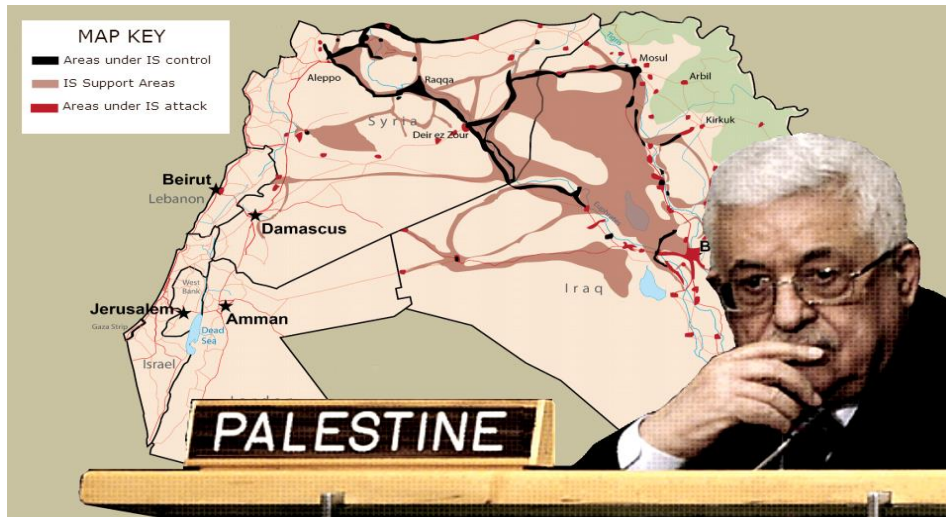 MAP KEY
Areas under IS control
IS Support Areas
Areas under IS attack
Mosul
Aleppo
Raqqa
Arbil
Syria
Kirkuk
Deir ez Zour
Beirut
Lebanon
Damascus
B
Iraq
West
Bank
Jerusalem
Amman
Gaza Strip
Dead
Sea
Israel
PALESTINE